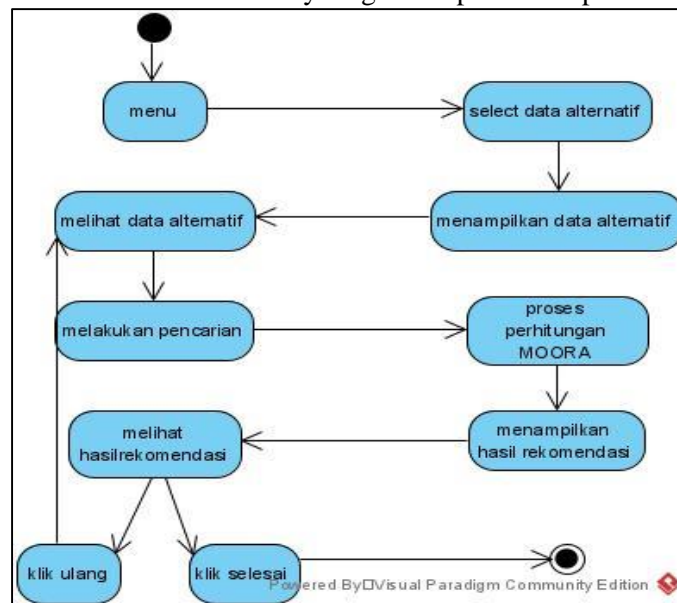 menu
select data alternatif
melihat data alternatif
menampilkan data alternatif
melakukan pencarian
proses
perhitungan
MOORA
melihat
hasilrekomendasi
menampilkan
hasil rekomendasi
klik ulang
klik selesai
Powered By□Visual Paradigm Community Edition